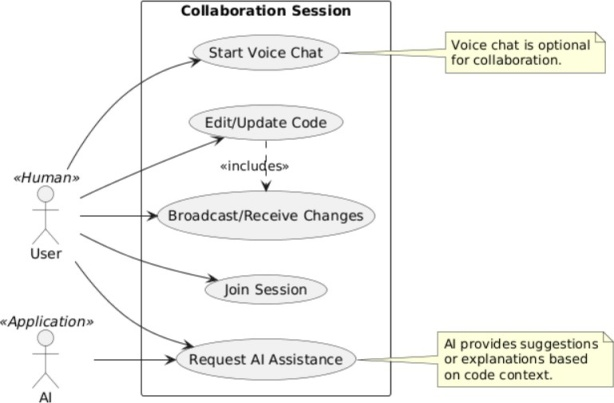 Collaboration Session
Start Voice Chat
Voice chat is optional
for collaboration.
Edit/Update Code
«includes»
«Human»
Broadcast/Receive Changes
User
Join Session
«Application»
Request AI Assistance
AI provides suggestions
or explanations based
on code context.
AI